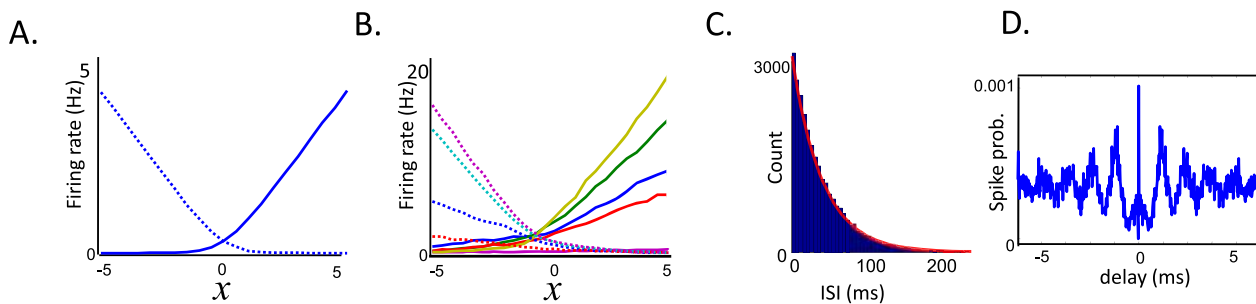 A.
Firing rate (Hz)
5
0
-5
0
5
x
B.
Firing rate (Hz)
20
0
-5
0
5
x
C.
Count
3000
0
0
100
200
ISI (ms)
D.
Spike prob.
0.001
0
-5
0
5
delay (ms)